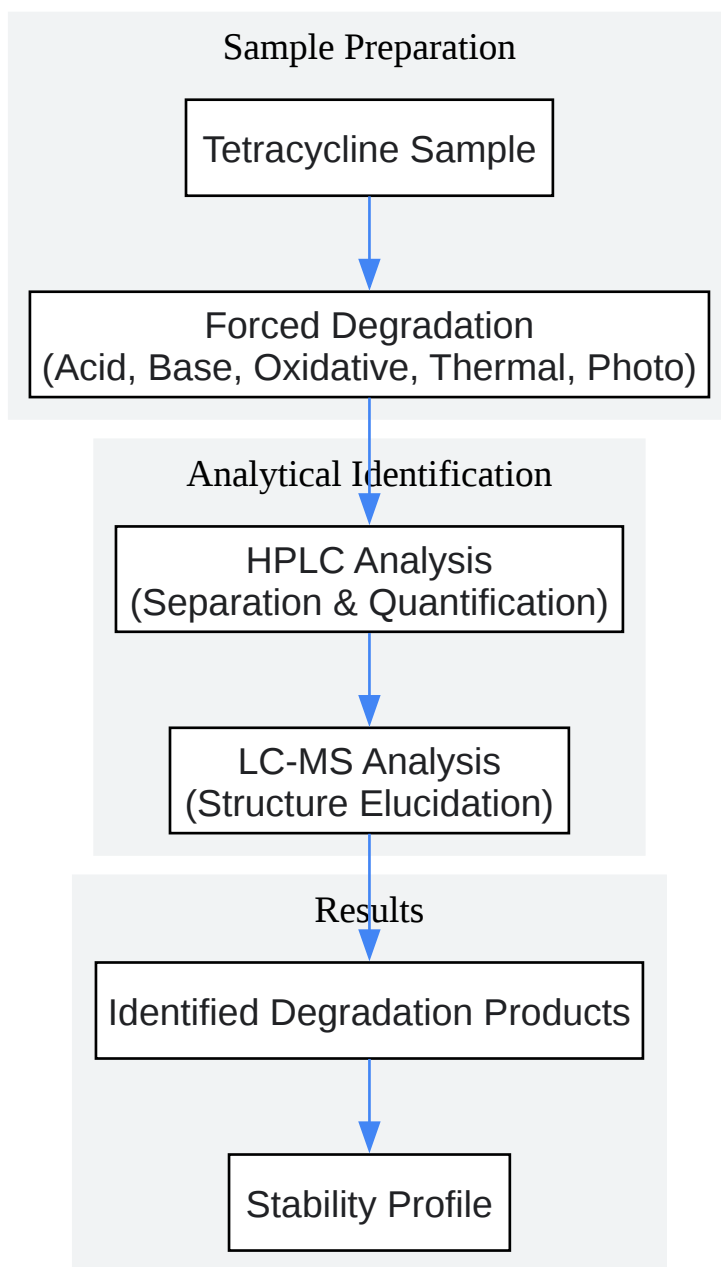 Sample Preparation
Tetracycline Sample
Forced Degradation
(Acid, Base, Oxidative, Thermal, Photo)
Analytical Identification
HPLC Analysis
(Separation & Quantification)
LC-MS Analysis
(Structure Elucidation)
Results
Identified Degradation Products
Stability Profile